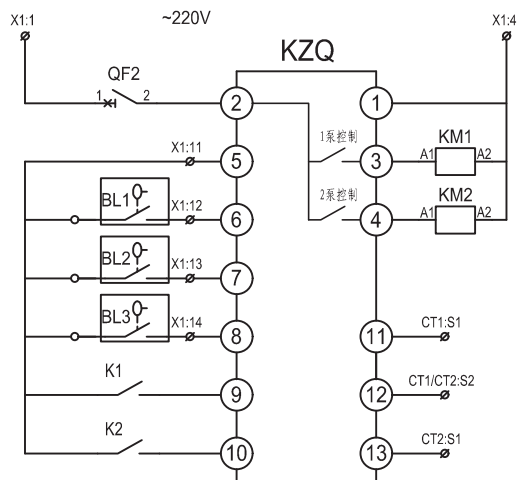 X1:1
~220V
X1:4
KZQ
QF2
1
2
2
1
X1:11
5
1泵控制
3
A1
KM1
A2
BL1
X1:12
6
2泵控制
4
A1
KM2
A2
BL2
X1:13
7
BL3
X1:14
8
11
CT1:S1
K1
9
12
CT1/CT2:S2
K2
10
13
CT2:S1